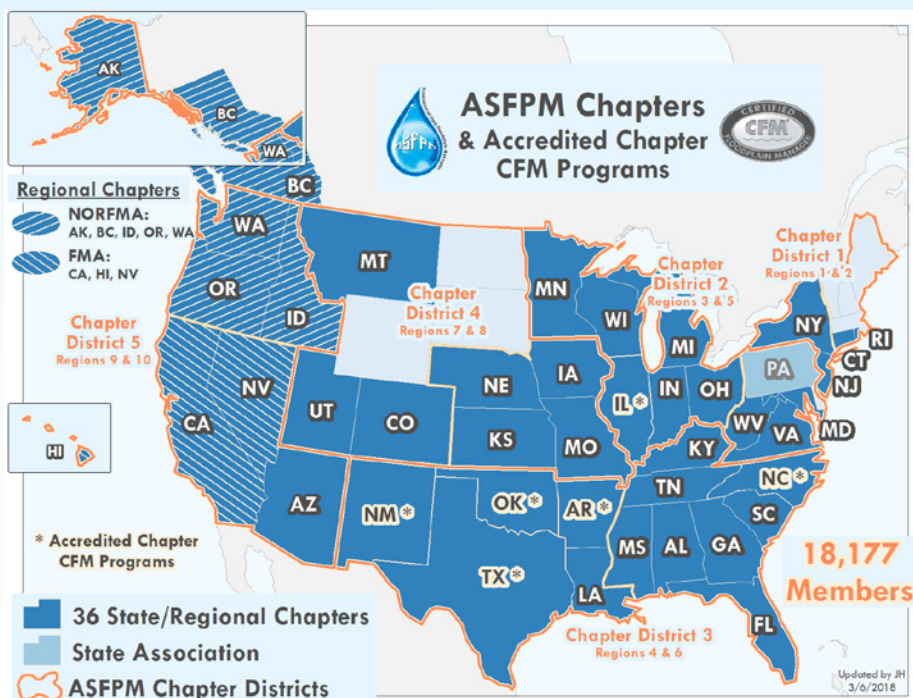 AK
BC
WA
BC
ASFPM Chapters
& Accredited Chapter
CFM Programs
ASFPM
CERTIFIED
CFM
FLOODPLAIN MANAGER
Regional Chapters
NORFMA:
AK, BC, ID, OR, WA
FMA:
CA, HI, NV
WA
OR
ID
MT
MN
WI
MI
NY
RI
CT
NJ
PA
MD
Chapter
District 1
Regions 1 & 2
Chapter
District 2
Regions 3 & 5
Chapter
District 4
Regions 7 & 8
Chapter
District 5
Regions 9 & 10
CA
NV
UT
CO
NE
KS
IA
MO
IL*
IN
OH
WV
VA
KY
HI
AZ
NM*
OK*
AR*
TX*
LA
TN
NC*
SC
MS
AL
GA
FL
* Accredited Chapter
CFM Programs
18,177
Members
36 State/Regional Chapters
State Association
ASFPM Chapter Districts
Chapter District 3
Regions 4 & 6
Updated by JH
3/6/2018